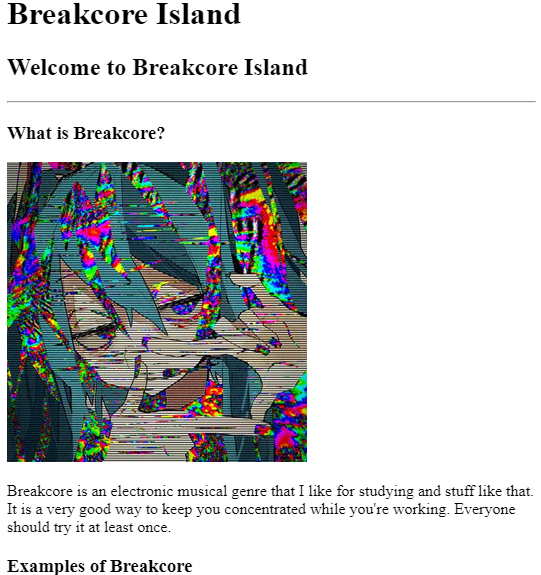 Breakcore Island
Welcome to Breakcore Island
What is Breakcore?
Breakcore is an electronic musical genre that I like for studying and stuff like that.
It is a very good way to keep you concentrated while you're working. Everyone
should try it at least once.
Examples of Breakcore